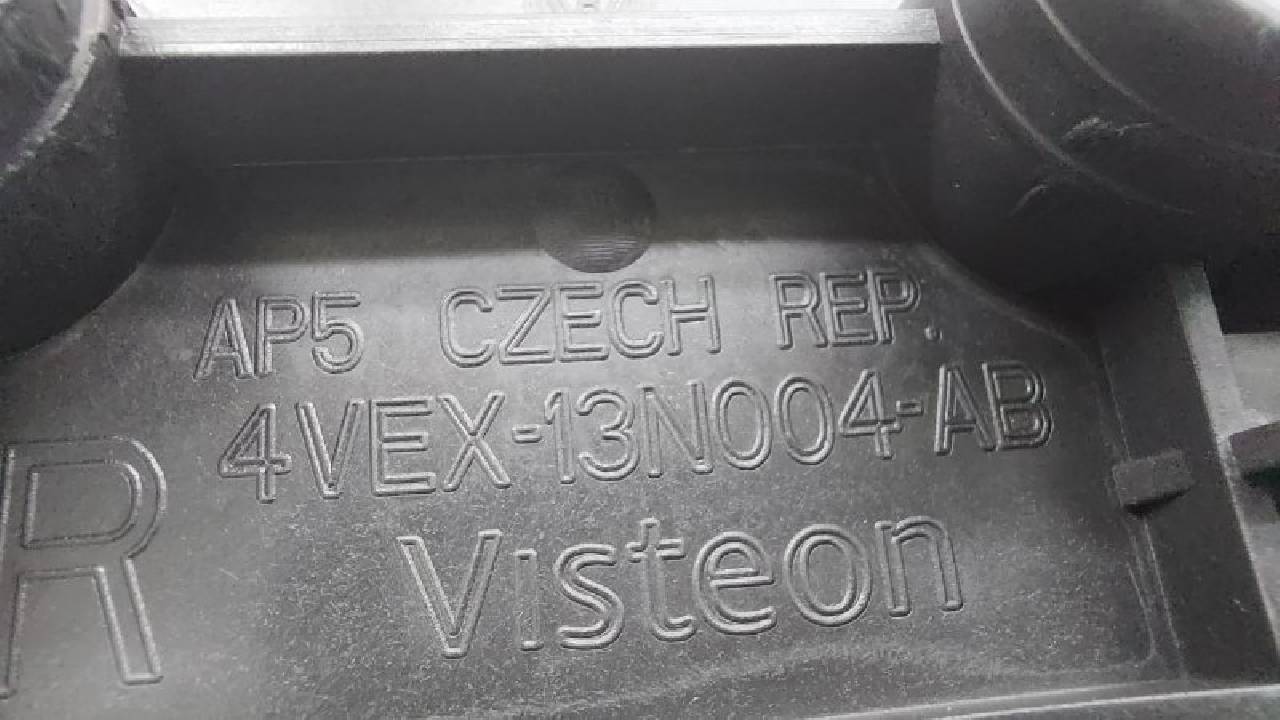 AP5 CZECH REP.
4VEX-13N004-AB
R
Visteon